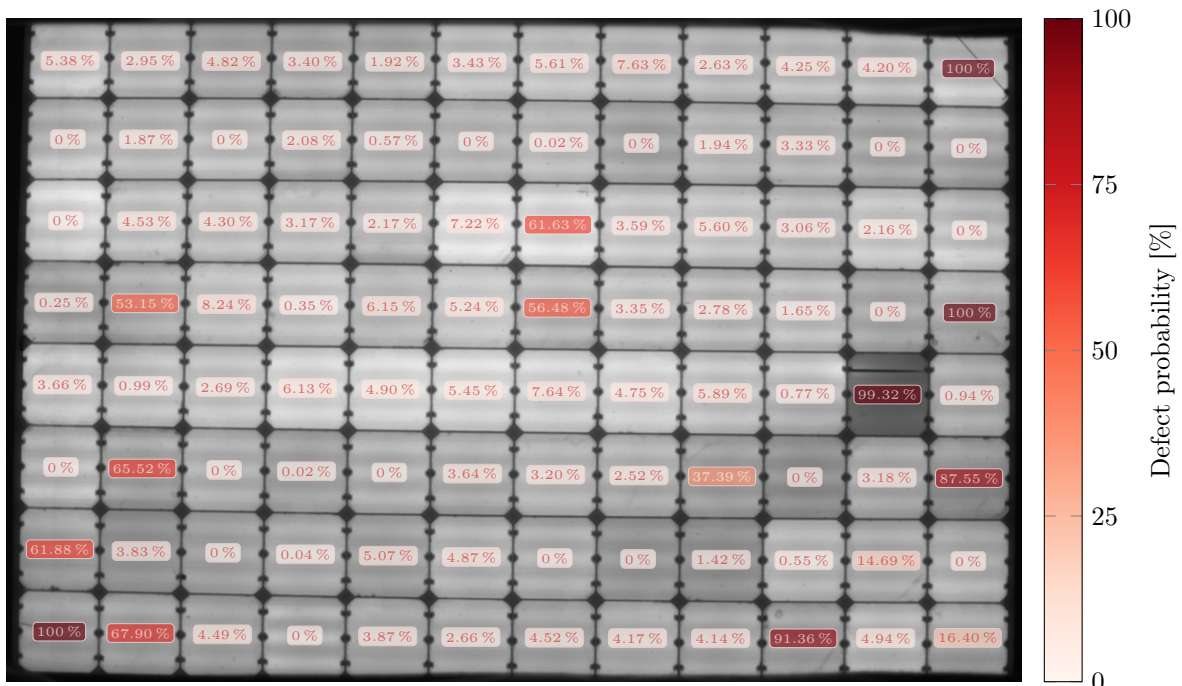 5.38 % 2.95 % 4.82 % 3.40 % 1.92 % 3.43 % 5.61 % 7.63 % 2.63 % 4.25 % 4.20 % 100 %
0 % 1.87 % 0 % 2.08 % 0.57 % 0 % 0.02 % 0 % 1.94 % 3.33 % 0 % 0 %
0 % 4.53 % 4.30 % 3.17 % 2.17 % 7.22 % 61.63 % 3.59 % 5.60 % 3.06 % 2.16 % 0 %
0.25 % 53.15 % 8.24 % 0.35 % 6.15 % 5.24 % 56.48 % 3.35 % 2.78 % 1.65 % 0 % 100 %
3.66 % 0.99 % 2.69 % 6.13 % 4.90 % 5.45 % 7.64 % 4.75 % 5.89 % 0.77 % 99.32 % 0.94 %
0 % 65.52 % 0 % 0.02 % 0 % 3.64 % 3.20 % 2.52 % 37.39 % 0 % 3.18 % 87.55 %
61.88 % 3.83 % 0 % 0.04 % 5.07 % 4.87 % 0 % 0 % 1.42 % 0.55 % 14.69 % 0 %
100 % 67.90 % 4.49 % 0 % 3.87 % 2.66 % 4.52 % 4.17 % 4.14 % 91.36 % 4.94 % 16.40 %
100
75
50
25
0
Defect probability [%]